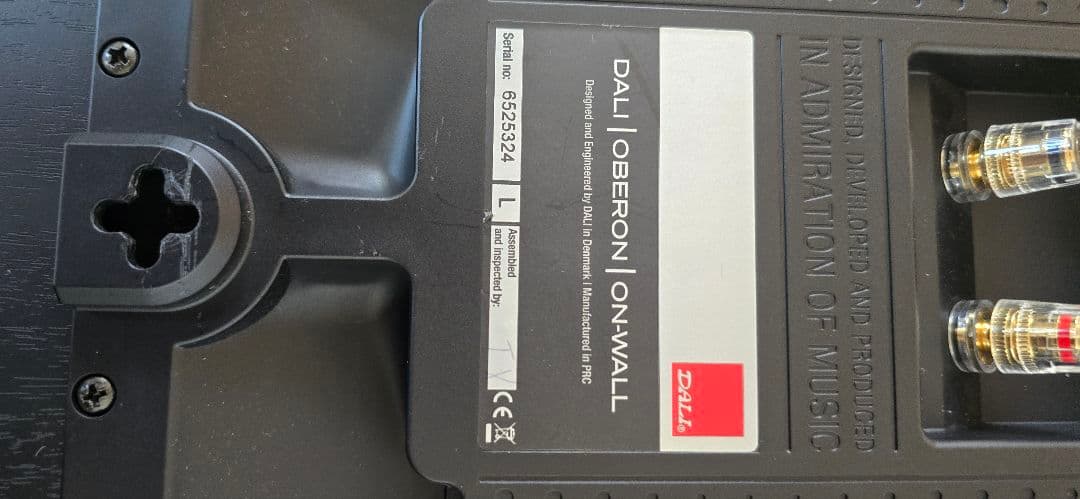 DESIGNED, DEVELOPED AND PRODUCED
IN ADMIRATION OF MUSIC
DALI®
DALI | OBERON | ON-WALL
Designed and Engineered by DALI in Denmark | Manufactured in PRC
Serial no: 6525324 L Assembled
and inspected by: TV CE